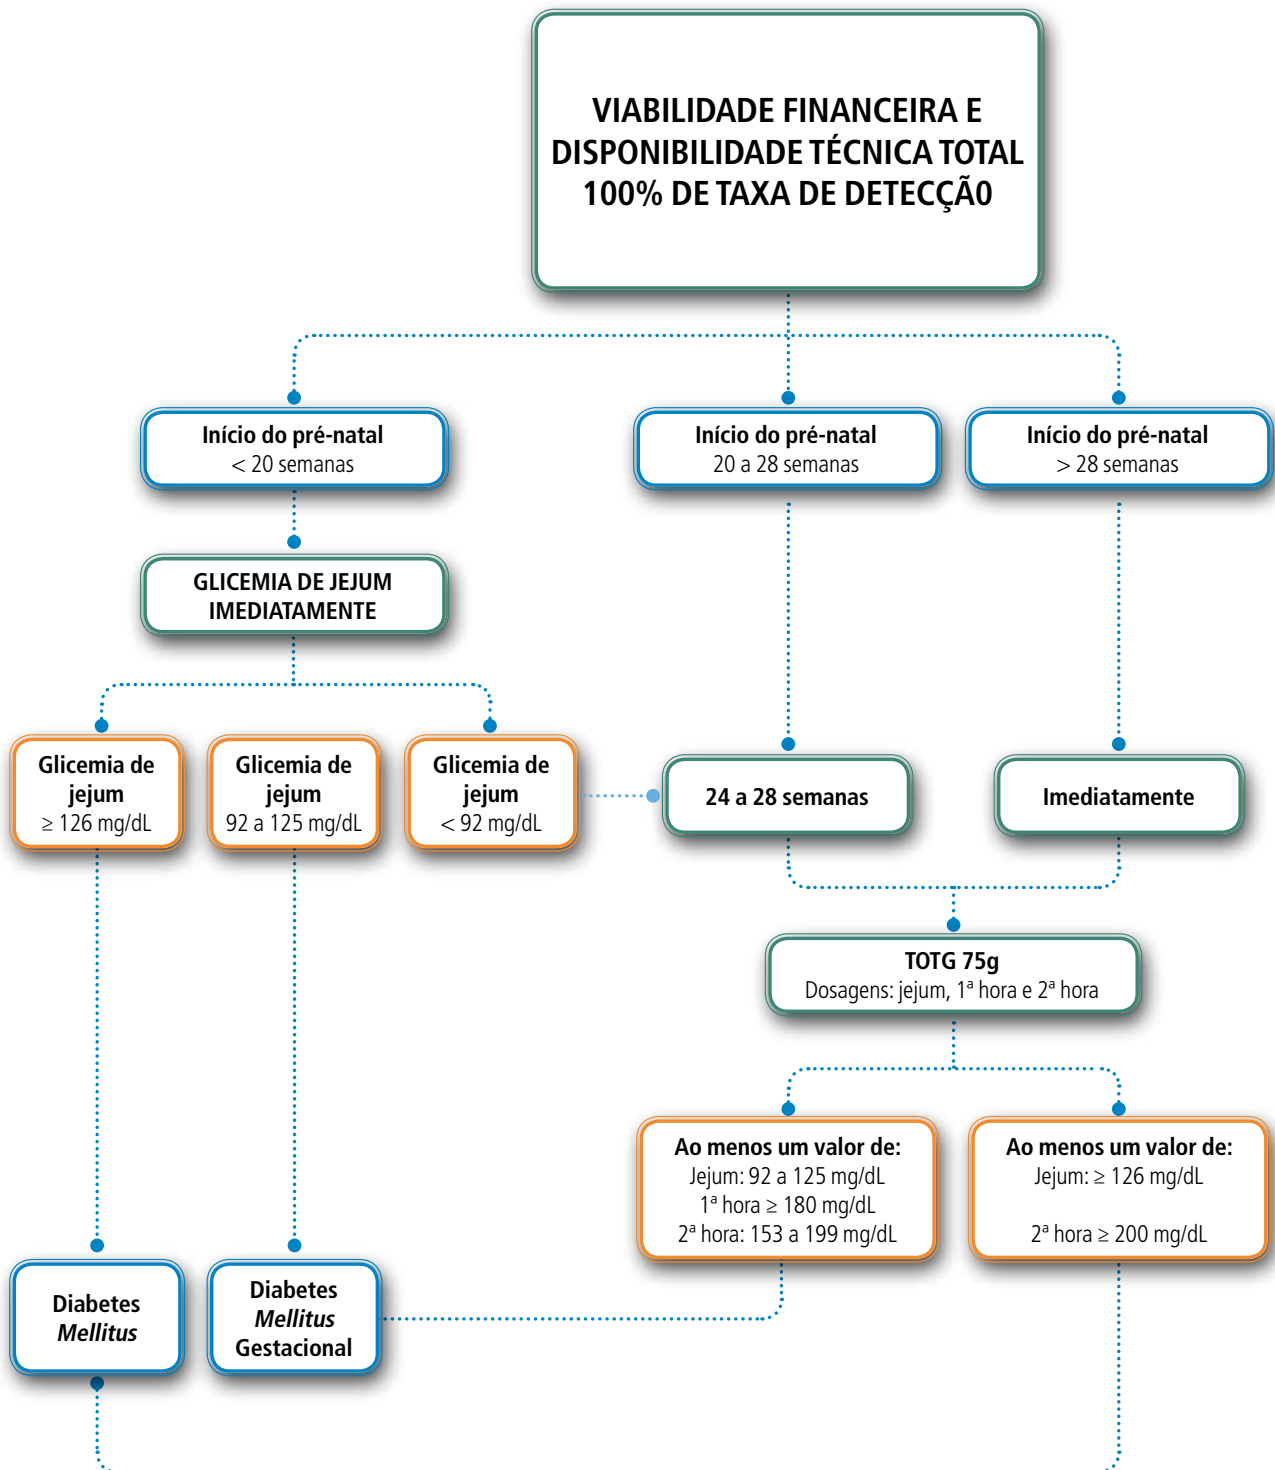 VIABILIDADE FINANCEIRA E
DISPONIBILIDADE TÉCNICA TOTAL
100% DE TAXA DE DETECÇÃ0
Início do pré-natal
< 20 semanas
Início do pré-natal
20 a 28 semanas
Início do pré-natal
> 28 semanas
GLICEMIA DE JEJUM
IMEDIATAMENTE
Glicemia de
jejum
≥ 126 mg/dL
Glicemia de
jejum
92 a 125 mg/dL
Glicemia de
jejum
< 92 mg/dL
24 a 28 semanas
Imediatamente
TOTG 75g
Dosagens: jejum, 1ª hora e 2ª hora
Ao menos um valor de:
Jejum: 92 a 125 mg/dL
1ª hora ≥ 180 mg/dL
2ª hora: 153 a 199 mg/dL
Ao menos um valor de:
Jejum: ≥ 126 mg/dL
2ª hora ≥ 200 mg/dL
Diabetes
Mellitus
Diabetes
Mellitus
Gestacional